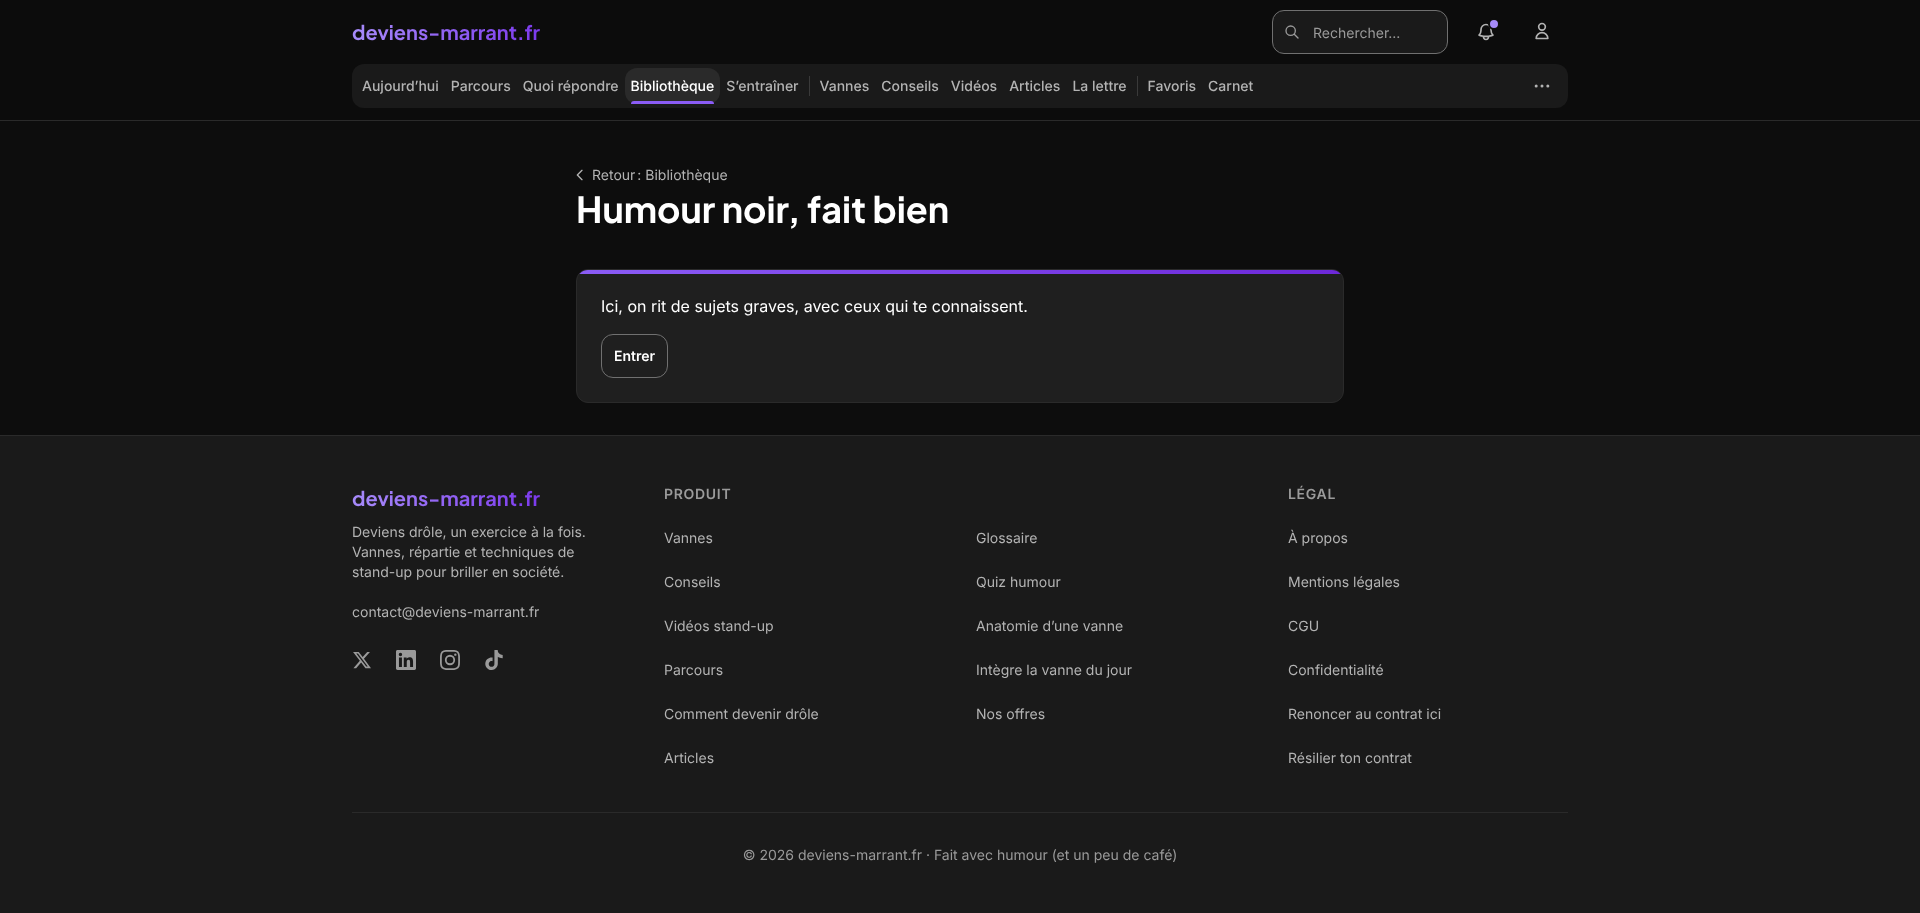 deviens-marrant.fr
Rechercher...
Aujourd’hui Parcours Quoi répondre Bibliothèque S’entraîner Vannes Conseils Vidéos Articles La lettre Favoris Carnet
Retour : Bibliothèque
Humour noir, fait bien
Ici, on rit de sujets graves, avec ceux qui te connaissent.
Entrer
deviens-marrant.fr
Deviens drôle, un exercice à la fois.
Vannes, répartie et techniques de
stand-up pour briller en société.
contact@deviens-marrant.fr
PRODUIT
Vannes
Conseils
Vidéos stand-up
Parcours
Comment devenir drôle
Articles
Glossaire
Quiz humour
Anatomie d’une vanne
Intègre la vanne du jour
Nos offres
LÉGAL
À propos
Mentions légales
CGU
Confidentialité
Renoncer au contrat ici
Résilier ton contrat
© 2026 deviens-marrant.fr · Fait avec humour (et un peu de café)